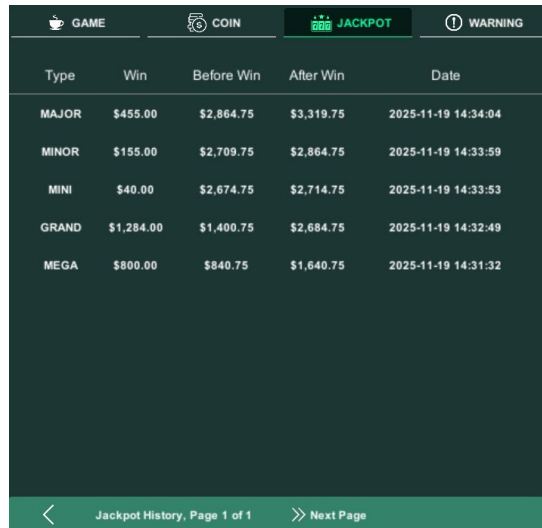 GAME COIN JACKPOT WARNING
Type Win Before Win After Win Date
MAJOR $455.00 $2,864.75 $3,319.75 2025-11-19 14:34:04
MINOR $155.00 $2,709.75 $2,864.75 2025-11-19 14:33:59
MINI $40.00 $2,674.75 $2,714.75 2025-11-19 14:33:53
GRAND $1,284.00 $1,400.75 $2,684.75 2025-11-19 14:32:49
MEGA $800.00 $840.75 $1,640.75 2025-11-19 14:31:32
Jackpot History, Page 1 of 1 Next Page